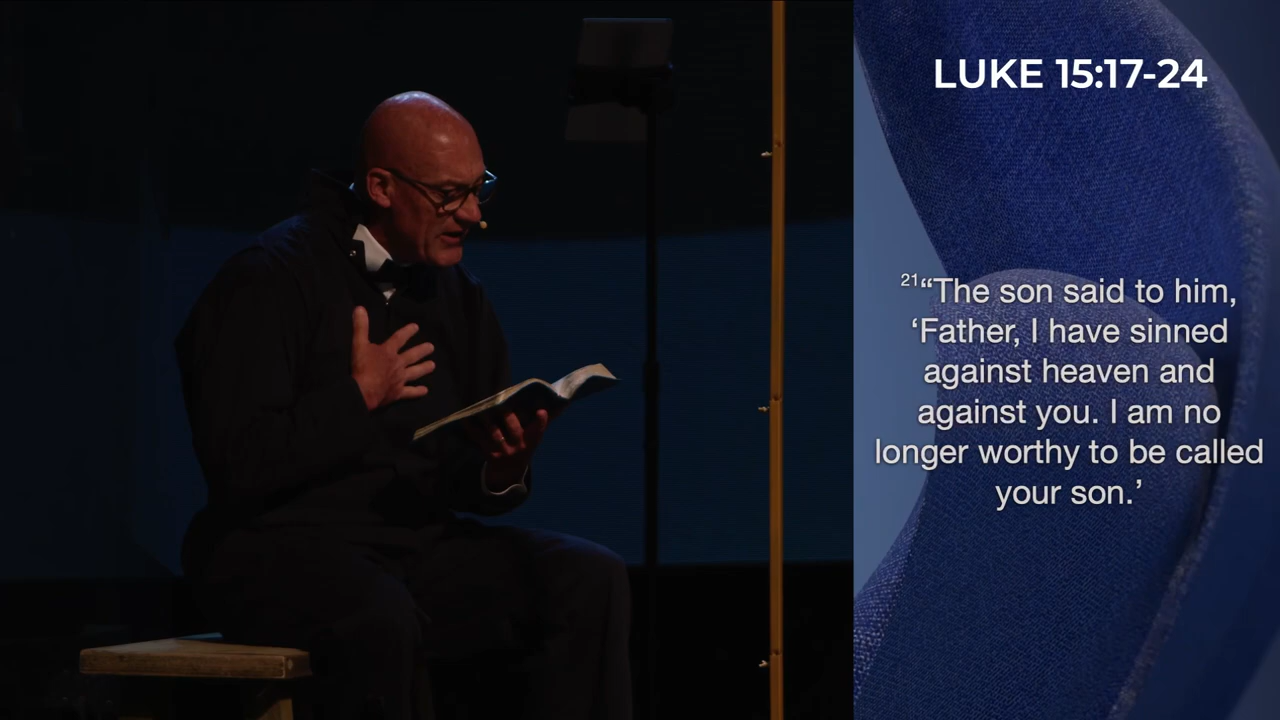 LUKE 15:17-24
²¹“The son said to him,
‘Father, I have sinned
against heaven and
against you. I am no
longer worthy to be called
your son.’